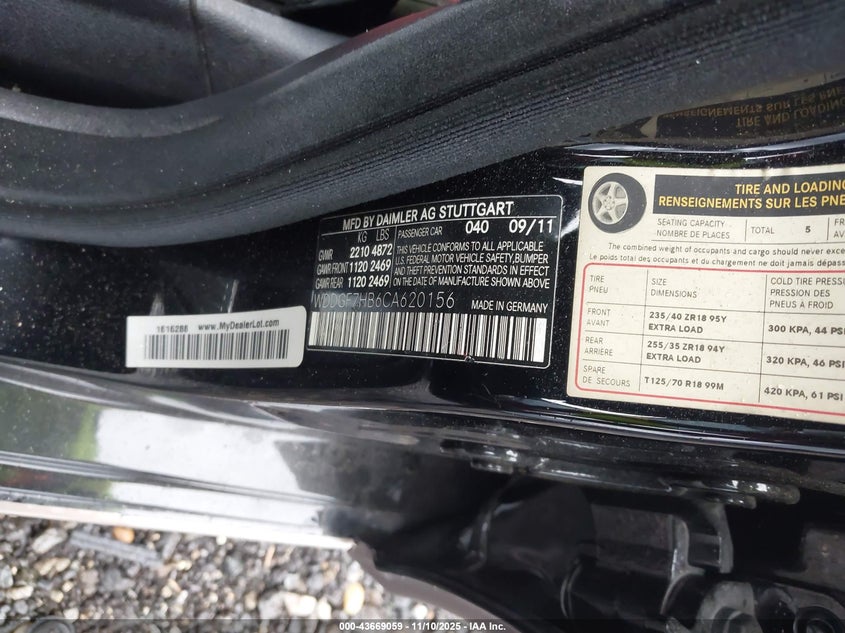 MFD BY DAIMLER AG STUTTGART
KG LBS PASSENGER CAR 040 09/11
GVWR 2210 4872
GAWR FRONT 1120 2469
GAWR REAR 1120 2469
THIS VEHICLE CONFORMS TO ALL APPLICABLE
U.S. FEDERAL MOTOR VEHICLE SAFETY,BUMPER
AND THEFT PREVENTION STANDARDS IN EFFECT
ON THE DATE OF MANUFACTURE SHOWN ABOVE
WDDGF7HB6CA620156 MADE IN GERMANY
1616288 www.MyDealerLot.com
TIRE AND LOADING
RENSEIGNEMENTS SUR LES PNE
SEATING CAPACITY
NOMBRE DE PLACES
TOTAL 5
The combined weight of occupants and cargo should never exceed
Le poids total des occupants et du chargement ne doit jamais dépass
TIRE
PNEU
SIZE
DIMENSIONS
COLD TIRE
PRESSION
FRONT
AVANT
235/40 ZR18 95Y
EXTRA LOAD
300 KPA, 44 PSI
REAR
ARRIÈRE
255/35 ZR18 94Y
EXTRA LOAD
320 KPA, 46 PSI
SPARE
DE SECOURS
T125/70 R18 99M
420 KPA, 61 PSI
000-43669059 - 11/10/2025 - IAA Inc.